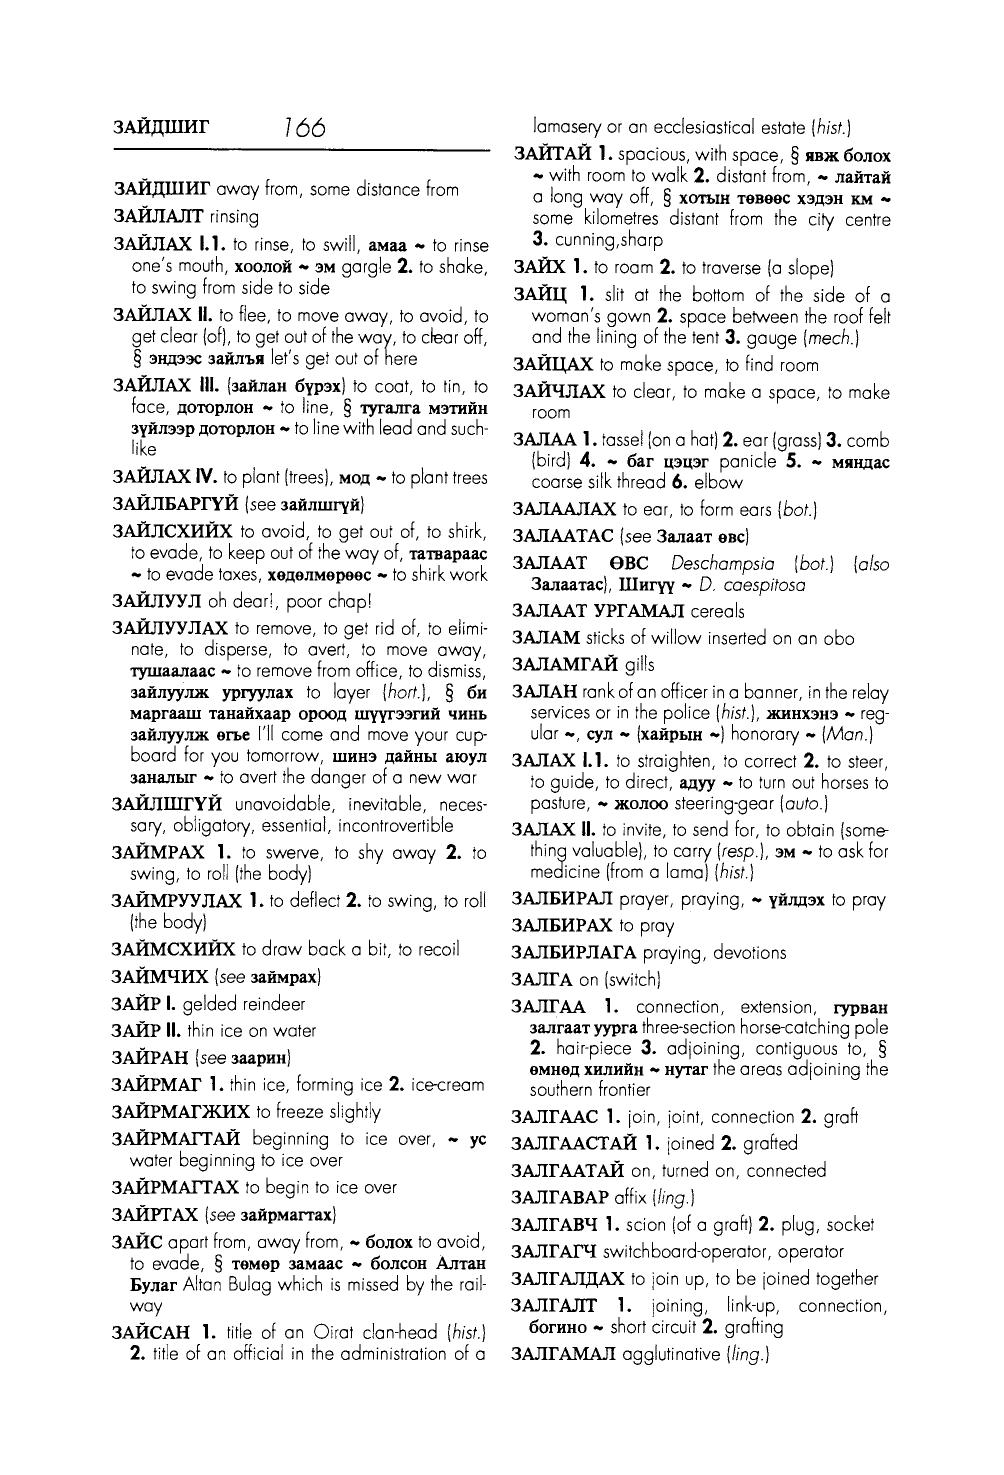 ЗАЙДШИГ 166
ЗАЙДШИГ away from, some distance from
ЗАЙЛАЛТ rinsing
ЗАЙЛАХ I.1. to rinse, to swill, амаа ~ to rinse
one's mouth, хоолой ~ эм gargle 2. to shake,
to swing from side to side
ЗАЙЛАХ II. to flee, to move away, to avoid, to
get clear (of), to get out of the way, to clear off,
§ эндээс зайлъя let's get out of here
ЗАЙЛАХ III. (зайлан бүрэх) to coat, to tin, to
face, доторлон ~ to line, § тугалга мэтийн
зүйлээр доторлон ~ to line with lead and such-
like
ЗАЙЛАХ IV. to plant (trees), мод ~ to plant trees
ЗАЙЛБАРГҮЙ (see зайлшгүй)
ЗАЙЛСХИЙХ to avoid, to get out of, to shirk,
to evade, to keep out of the way of, татвараас
~ to evade taxes, хөдөлмөрөөс ~ to shirk work
ЗАЙЛУУЛ oh dear!, poor chap!
ЗАЙЛУУЛАХ to remove, to get rid of, to elimi-
nate, to disperse, to avert, to move away,
тушаалаас ~ to remove from office, to dismiss,
зайлуулж ургуулах to layer (hort.), § би
маргааш танайхаар ороод шүүгээгий чинь
зайлуулж өгье I'll come and move your cup-
board for you tomorrow, шинэ дайны аюул
заналыг ~ to avert the danger of a new war
ЗАЙЛШГҮЙ unavoidable, inevitable, neces-
sary, obligatory, essential, incontrovertible
ЗАЙМРАХ 1. to swerve, to shy away 2. to
swing, to roll (the body)
ЗАЙМРУУЛАХ 1. to deflect 2. to swing, to roll
(the body)
ЗАЙМСХИЙХ to draw back a bit, to recoil
ЗАЙМЧИХ (see займрах)
ЗАЙР I. gelded reindeer
ЗАЙР II. thin ice on water
ЗАЙРАН (see заарин)
ЗАЙРМАГ 1. thin ice, forming ice 2. ice-cream
ЗАЙРМАГЖИХ to freeze slightly
ЗАЙРМАГТАЙ beginning to ice over, ~ ус
water beginning to ice over
ЗАЙРМАГТАХ to begin to ice over
ЗАЙРТАХ (see зайрмагтах)
ЗАЙС apart from, away from, ~ болох to avoid,
to evade, § төмөр замаас ~ болсон Алтан
Булаг Altan Bulag which is missed by the rail-
way
ЗАЙСАН 1. title of an Oirat clan-head (hist.)
2. title of an official in the administration of a
lamasery or an ecclesiastical estate (hist.)
ЗАЙТАЙ 1. spacious, with space, § явж болох
~ with room to walk 2. distant from, ~ лайтай
a long way off, § хотын төвөөс хэдэн км ~
some kilometres distant from the city centre
3. cunning,sharp
ЗАЙХ 1. to roam 2. to traverse (a slope)
ЗАЙЦ 1. slit at the bottom of the side of a
woman's gown 2. space between the roof felt
and the lining of the tent 3. gauge (mech.)
ЗАЙЦАХ to make space, to find room
ЗАЙЧЛАХ to clear, to make a space, to make
room
ЗАЛАА 1. tassel (on a hat) 2. ear (grass) 3. comb
(bird) 4. ~ баг цэцэг panicle 5. ~ мяндас
coarse silk thread 6. elbow
ЗАЛААЛАХ to ear, to form ears (bot.)
ЗАЛААТАС (see Залаат өвс)
ЗАЛААТ ӨВС Deschampsia (bot.) (also
Залаатас), Шигүү ~ D. caespitosa
ЗАЛААТ УРГАМАЛ cereals
ЗАЛАМ sticks of willow inserted on an obo
ЗАЛАМГАЙ gills
ЗАЛАН rank of an officer in a banner, in the relay
services or in the police (hist.), жинхэнэ ~ reg-
ular ~, сул ~ (хайрын ~) honorary ~ (Man.)
ЗАЛАХ I.1. to straighten, to correct 2. to steer,
to guide, to direct, адуу ~ to turn out horses to
pasture, ~ жолоо steering-gear (auto.)
ЗАЛАХ II. to invite, to send for, to obtain (some-
thing valuable), to carry (resp.), эм ~ to ask for
medicine (from a lama) (hist.)
ЗАЛБИРАЛ prayer, praying, ~ үйлдэх to pray
ЗАЛБИРАХ to pray
ЗАЛБИРЛАГА praying, devotions
ЗАЛГА on (switch)
ЗАЛГАА 1. connection, extension, гурван
залгаат уурга three-section horse-catching pole
2. hair-piece 3. adjoining, contiguous to, §
өмнөд хилийн ~ нутаг the areas adjoining the
southern frontier
ЗАЛГААС 1. join, joint, connection 2. graft
ЗАЛГААСТАЙ 1. joined 2. grafted
ЗАЛГААТАЙ on, turned on, connected
ЗАЛГАВАР affix (ling.)
ЗАЛГАВЧ 1. scion (of a graft) 2. plug, socket
ЗАЛГАГЧ switchboard-operator, operator
ЗАЛГАЛДАХ to join up, to be joined together
ЗАЛГАЛТ 1. joining, link-up, connection,
богино ~ short circuit 2. grafting
ЗАЛГАМАЛ agglutinative (ling.)